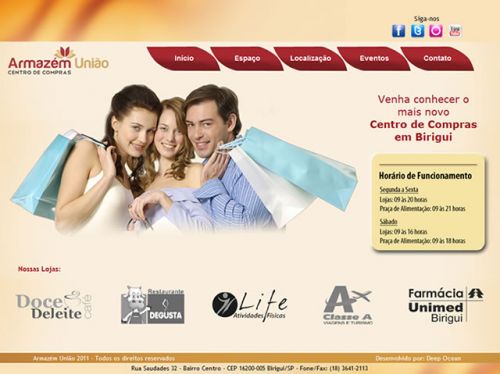 Siga-nos
Armazém União
CENTRO DE COMPRAS
Início
Espaço
Localização
Eventos
Contato
Venha conhecer o
mais novo
Centro de Compras
em Birigui
Horário de Funcionamento
Segunda a Sexta
Lojas: 09 às 20 horas
Praça de Alimentação: 09 às 21 horas
Sábado
Lojas: 09 às 16 horas
Praça de Alimentação: 09 às 18 horas
Nossas Lojas:
Doce
Deleite
café
Restaurante
DEGUSTA
Life
Atividades Físicas
A
Classe A
VIAGENS E TURISMO
Farmácia
Unimed
Birigui
Armazém União 2011 - Todos os direitos reservados
Desenvolvido por: Deep Ocean
Rua Saudades 32 - Bairro Centro - CEP 16200-005 Birigui/SP - Fone/Fax: (18) 3641-2113